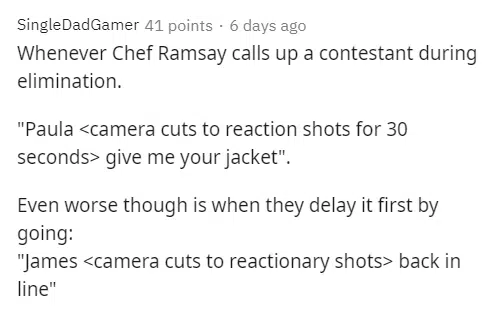 SingleDadGamer 41 points · 6 days ago
Whenever Chef Ramsay calls up a contestant during
elimination.
"Paula <camera cuts to reaction shots for 30
seconds> give me your jacket".
Even worse though is when they delay it first by
going:
"James <camera cuts to reactionary shots> back in
line"